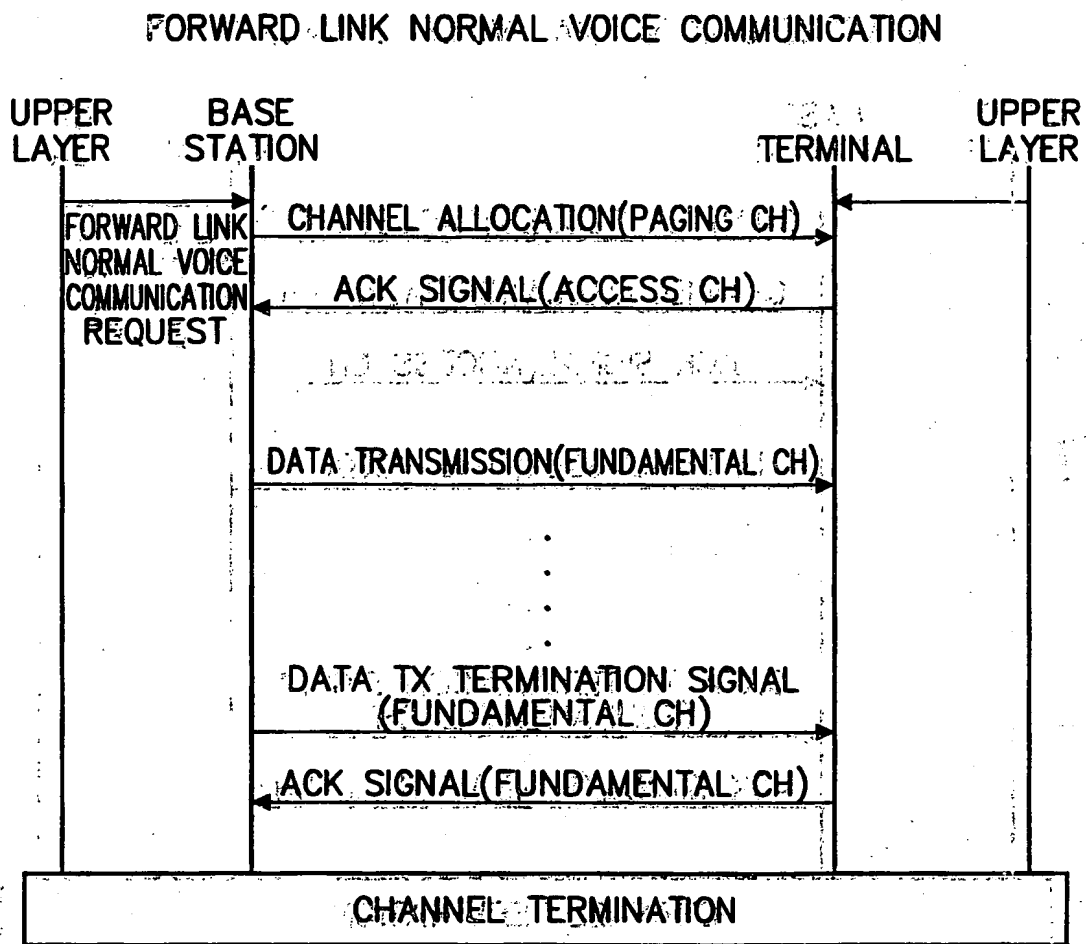 FORWARD LINK NORMAL VOICE COMMUNICATION
UPPER
LAYER
BASE
STATION
TERMINAL
UPPER
LAYER
FORWARD LINK
NORMAL VOICE
COMMUNICATION
REQUEST
CHANNEL ALLOCATION(PAGING CH)
ACK SIGNAL(ACCESS CH)
DATA TRANSMISSION(FUNDAMENTAL CH)
DATA TX TERMINATION SIGNAL
(FUNDAMENTAL CH)
ACK SIGNAL(FUNDAMENTAL CH)
CHANNEL TERMINATION